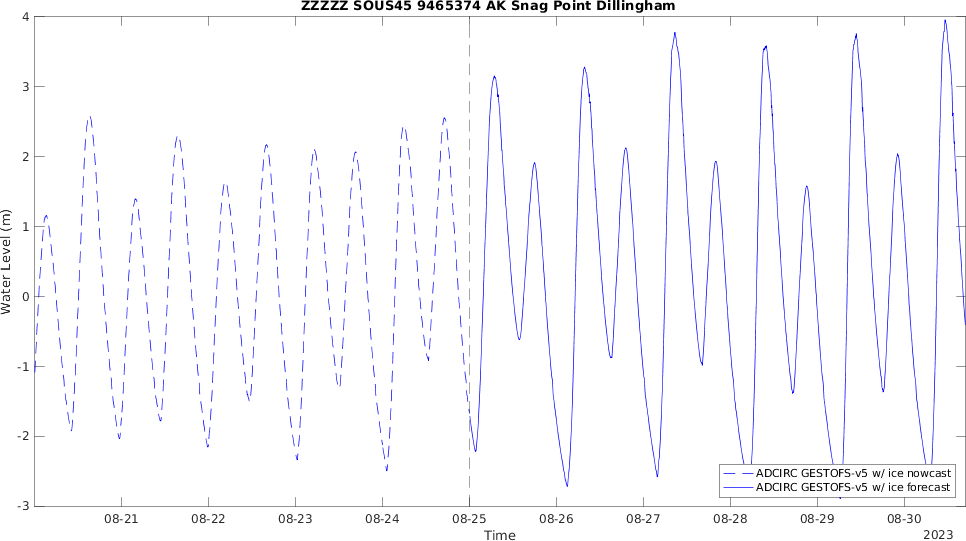 ZZZZZ SOUS45 9465374 AK Snag Point Dillingham
Water Level (m)
4
3
2
1
0
-1
-2
-3
ADCIRC GESTOFS-v5 w/ ice nowcast
ADCIRC GESTOFS-v5 w/ ice forecast
08-21 08-22 08-23 08-24 08-25 08-26 08-27 08-28 08-29 08-30
Time
2023